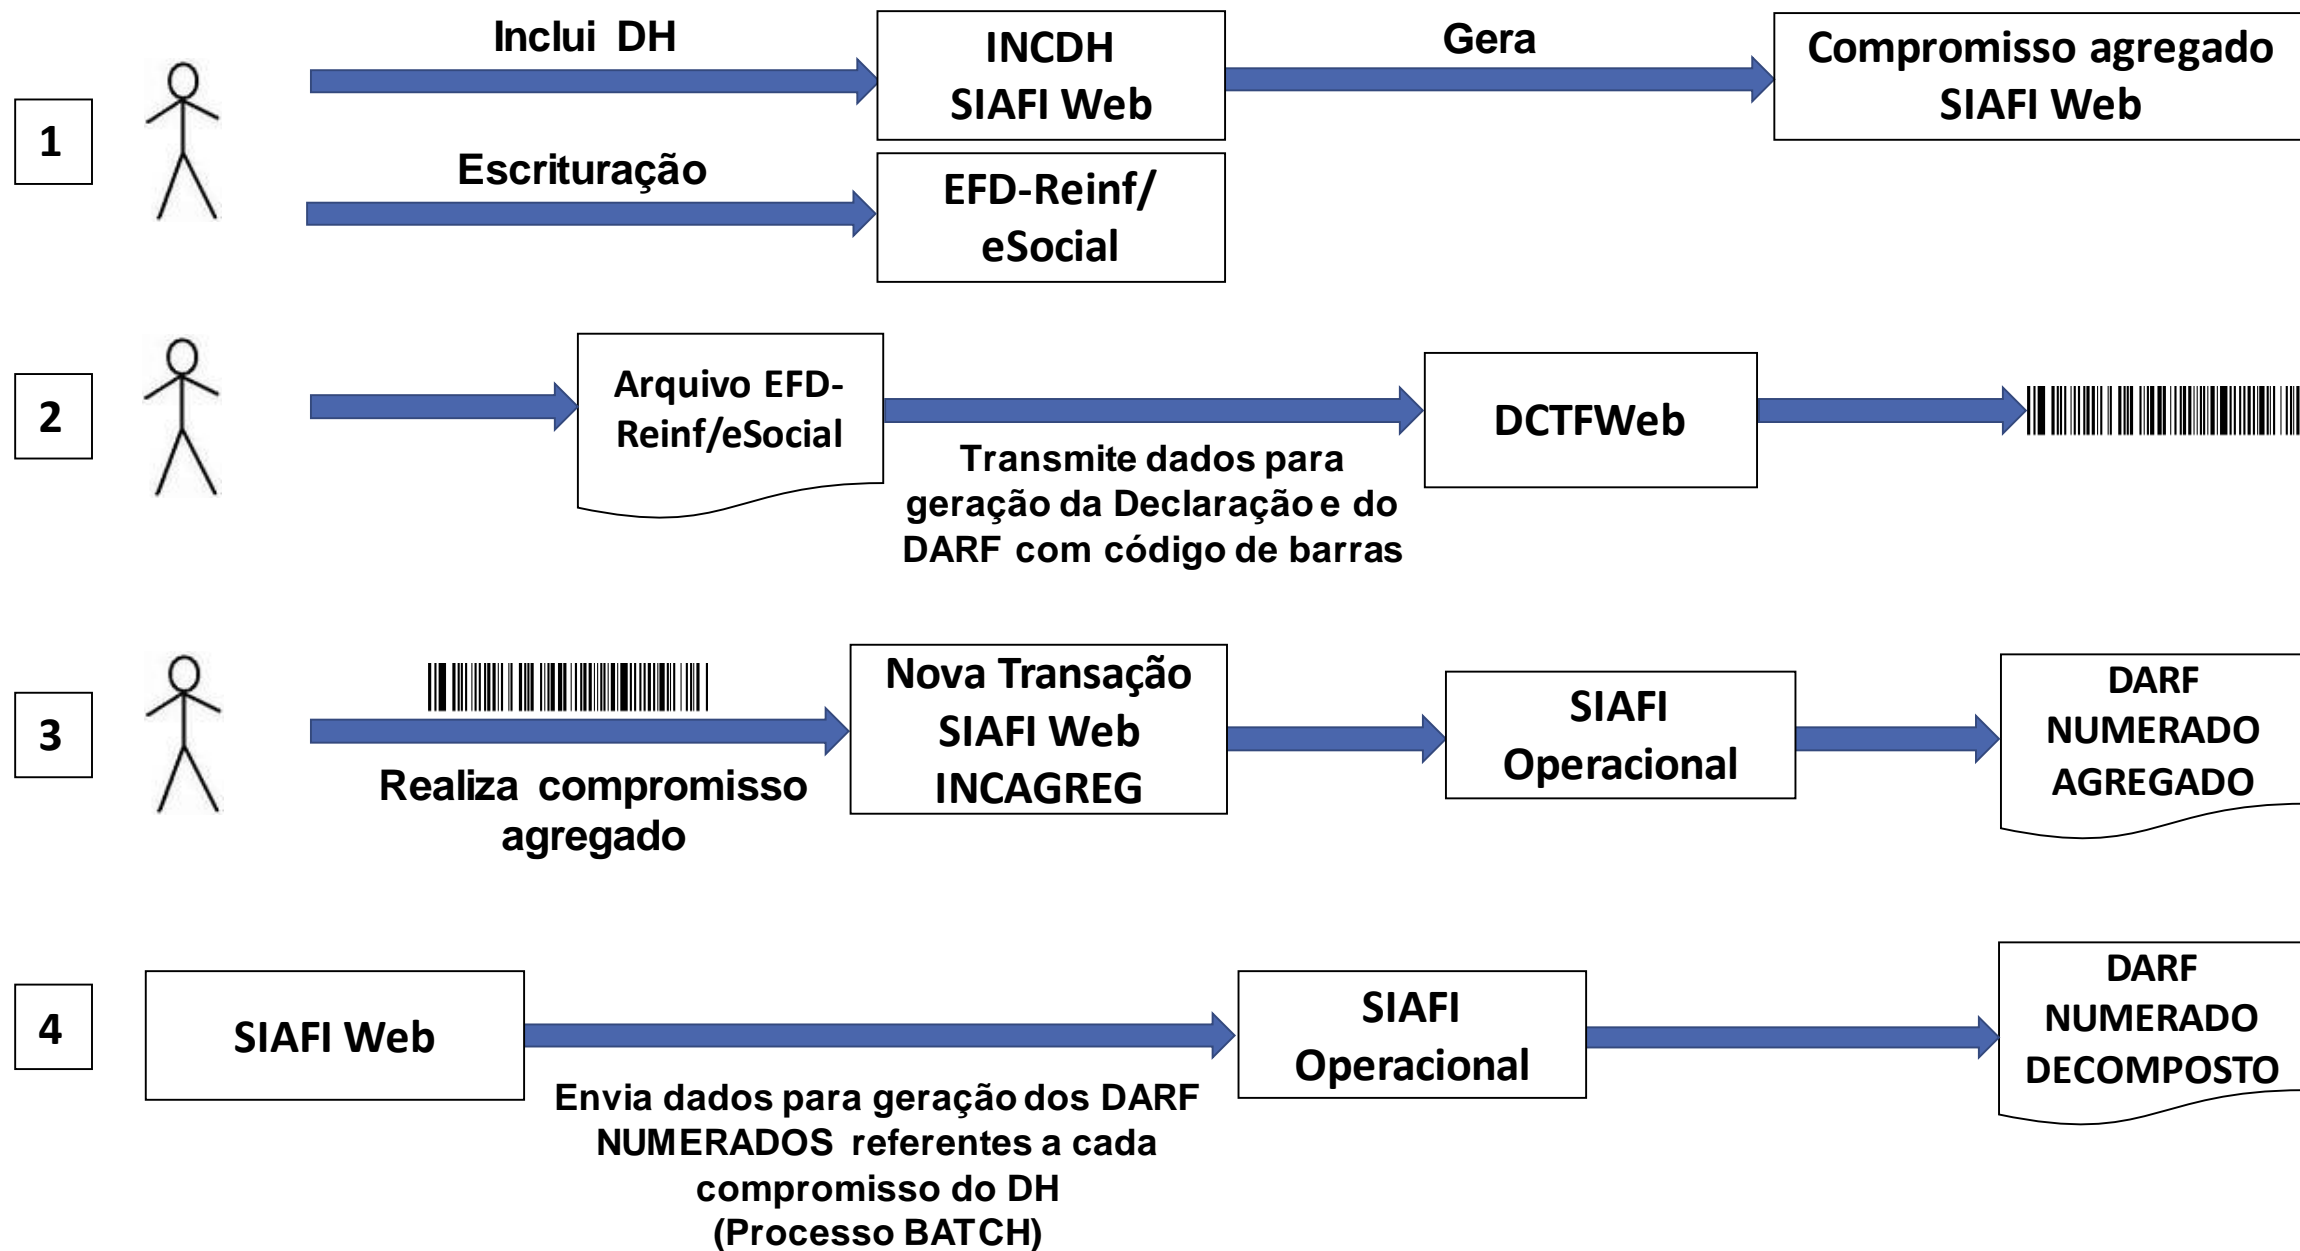 Inclui DH
INCDH
SIAFI Web
Gera
Compromisso agregado
SIAFI Web
1
Escrituração
EFD-Reinf/
eSocial
2
Arquivo EFD-
Reinf/eSocial
Transmite dados para
geração da Declaração e do
DARF com código de barras
DCTFWeb
3
Realiza compromisso
agregado
Nova Transação
SIAFI Web
INCAGREG
SIAFI
Operacional
DARF
NUMERADO
AGREGADO
4
SIAFI Web
Envia dados para geração dos DARF
NUMERADOS referentes a cada
compromisso do DH
(Processo BATCH)
SIAFI
Operacional
DARF
NUMERADO
DECOMPOSTO